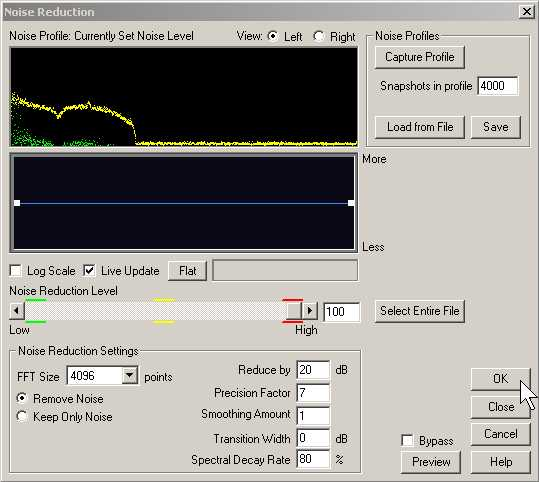 Noise Reduction
Noise Profile: Currently Set Noise Level
View: Left Right
Noise Profiles
Capture Profile
Snapshots in profile 4000
Load from File Save
More
Less
Log Scale Live Update Flat
Noise Reduction Level
100 Select Entire File
Low High
Noise Reduction Settings
FFT Size 4096 points
Remove Noise
Keep Only Noise
Reduce by 20 dB
Precision Factor 7
Smoothing Amount 1
Transition Width 0 dB
Spectral Decay Rate 80 %
OK
Close
Bypass Cancel
Preview Help